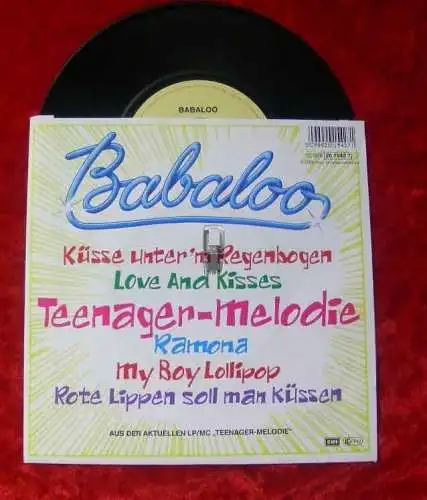 BABALOO
Babaloo
Küsse unter'm Regenbogen
Love And Kisses
Teenager-Melodie
Ramona
My Boy Lollipop
Rote Lippen soll man küssen
AUS DER AKTUELLEN LP/MC „TEENAGER-MELODIE"
EMI